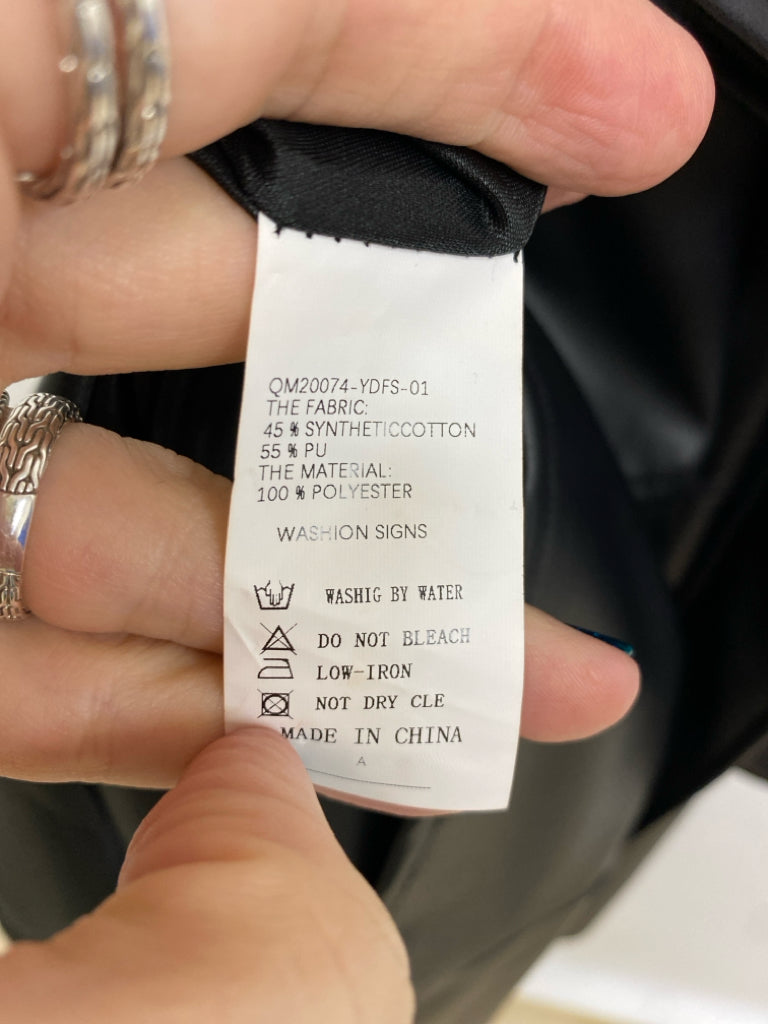 QM20074-YDFS-01
THE FABRIC:
45 % SYNTHETICCOTTON
55 % PU
THE MATERIAL:
100 % POLYESTER
WASHION SIGNS
WASHIG BY WATER
DO NOT BLEACH
LOW-IRON
NOT DRY CLE
MADE IN CHINA
A